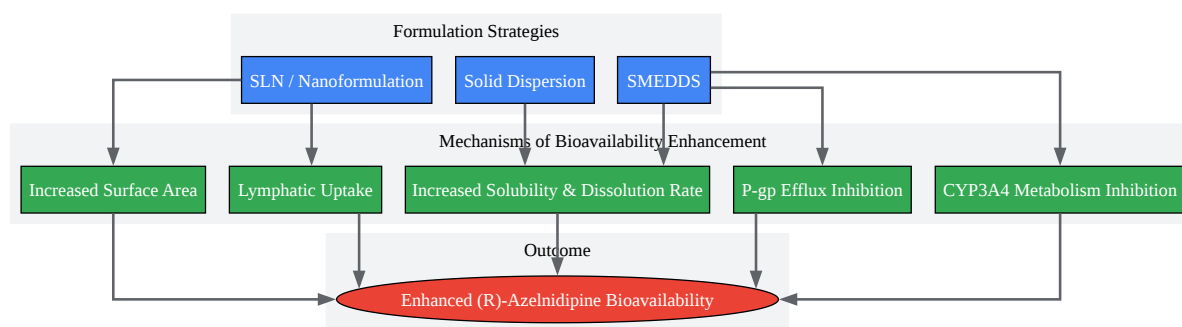 Formulation Strategies
SLN / Nanoformulation
Solid Dispersion
SMEDDS
Mechanisms of Bioavailability Enhancement
Increased Surface Area
Lymphatic Uptake
Increased Solubility & Dissolution Rate
P-gp Efflux Inhibition
CYP3A4 Metabolism Inhibition
Outcome
Enhanced (R)-Azelnidipine Bioavailability